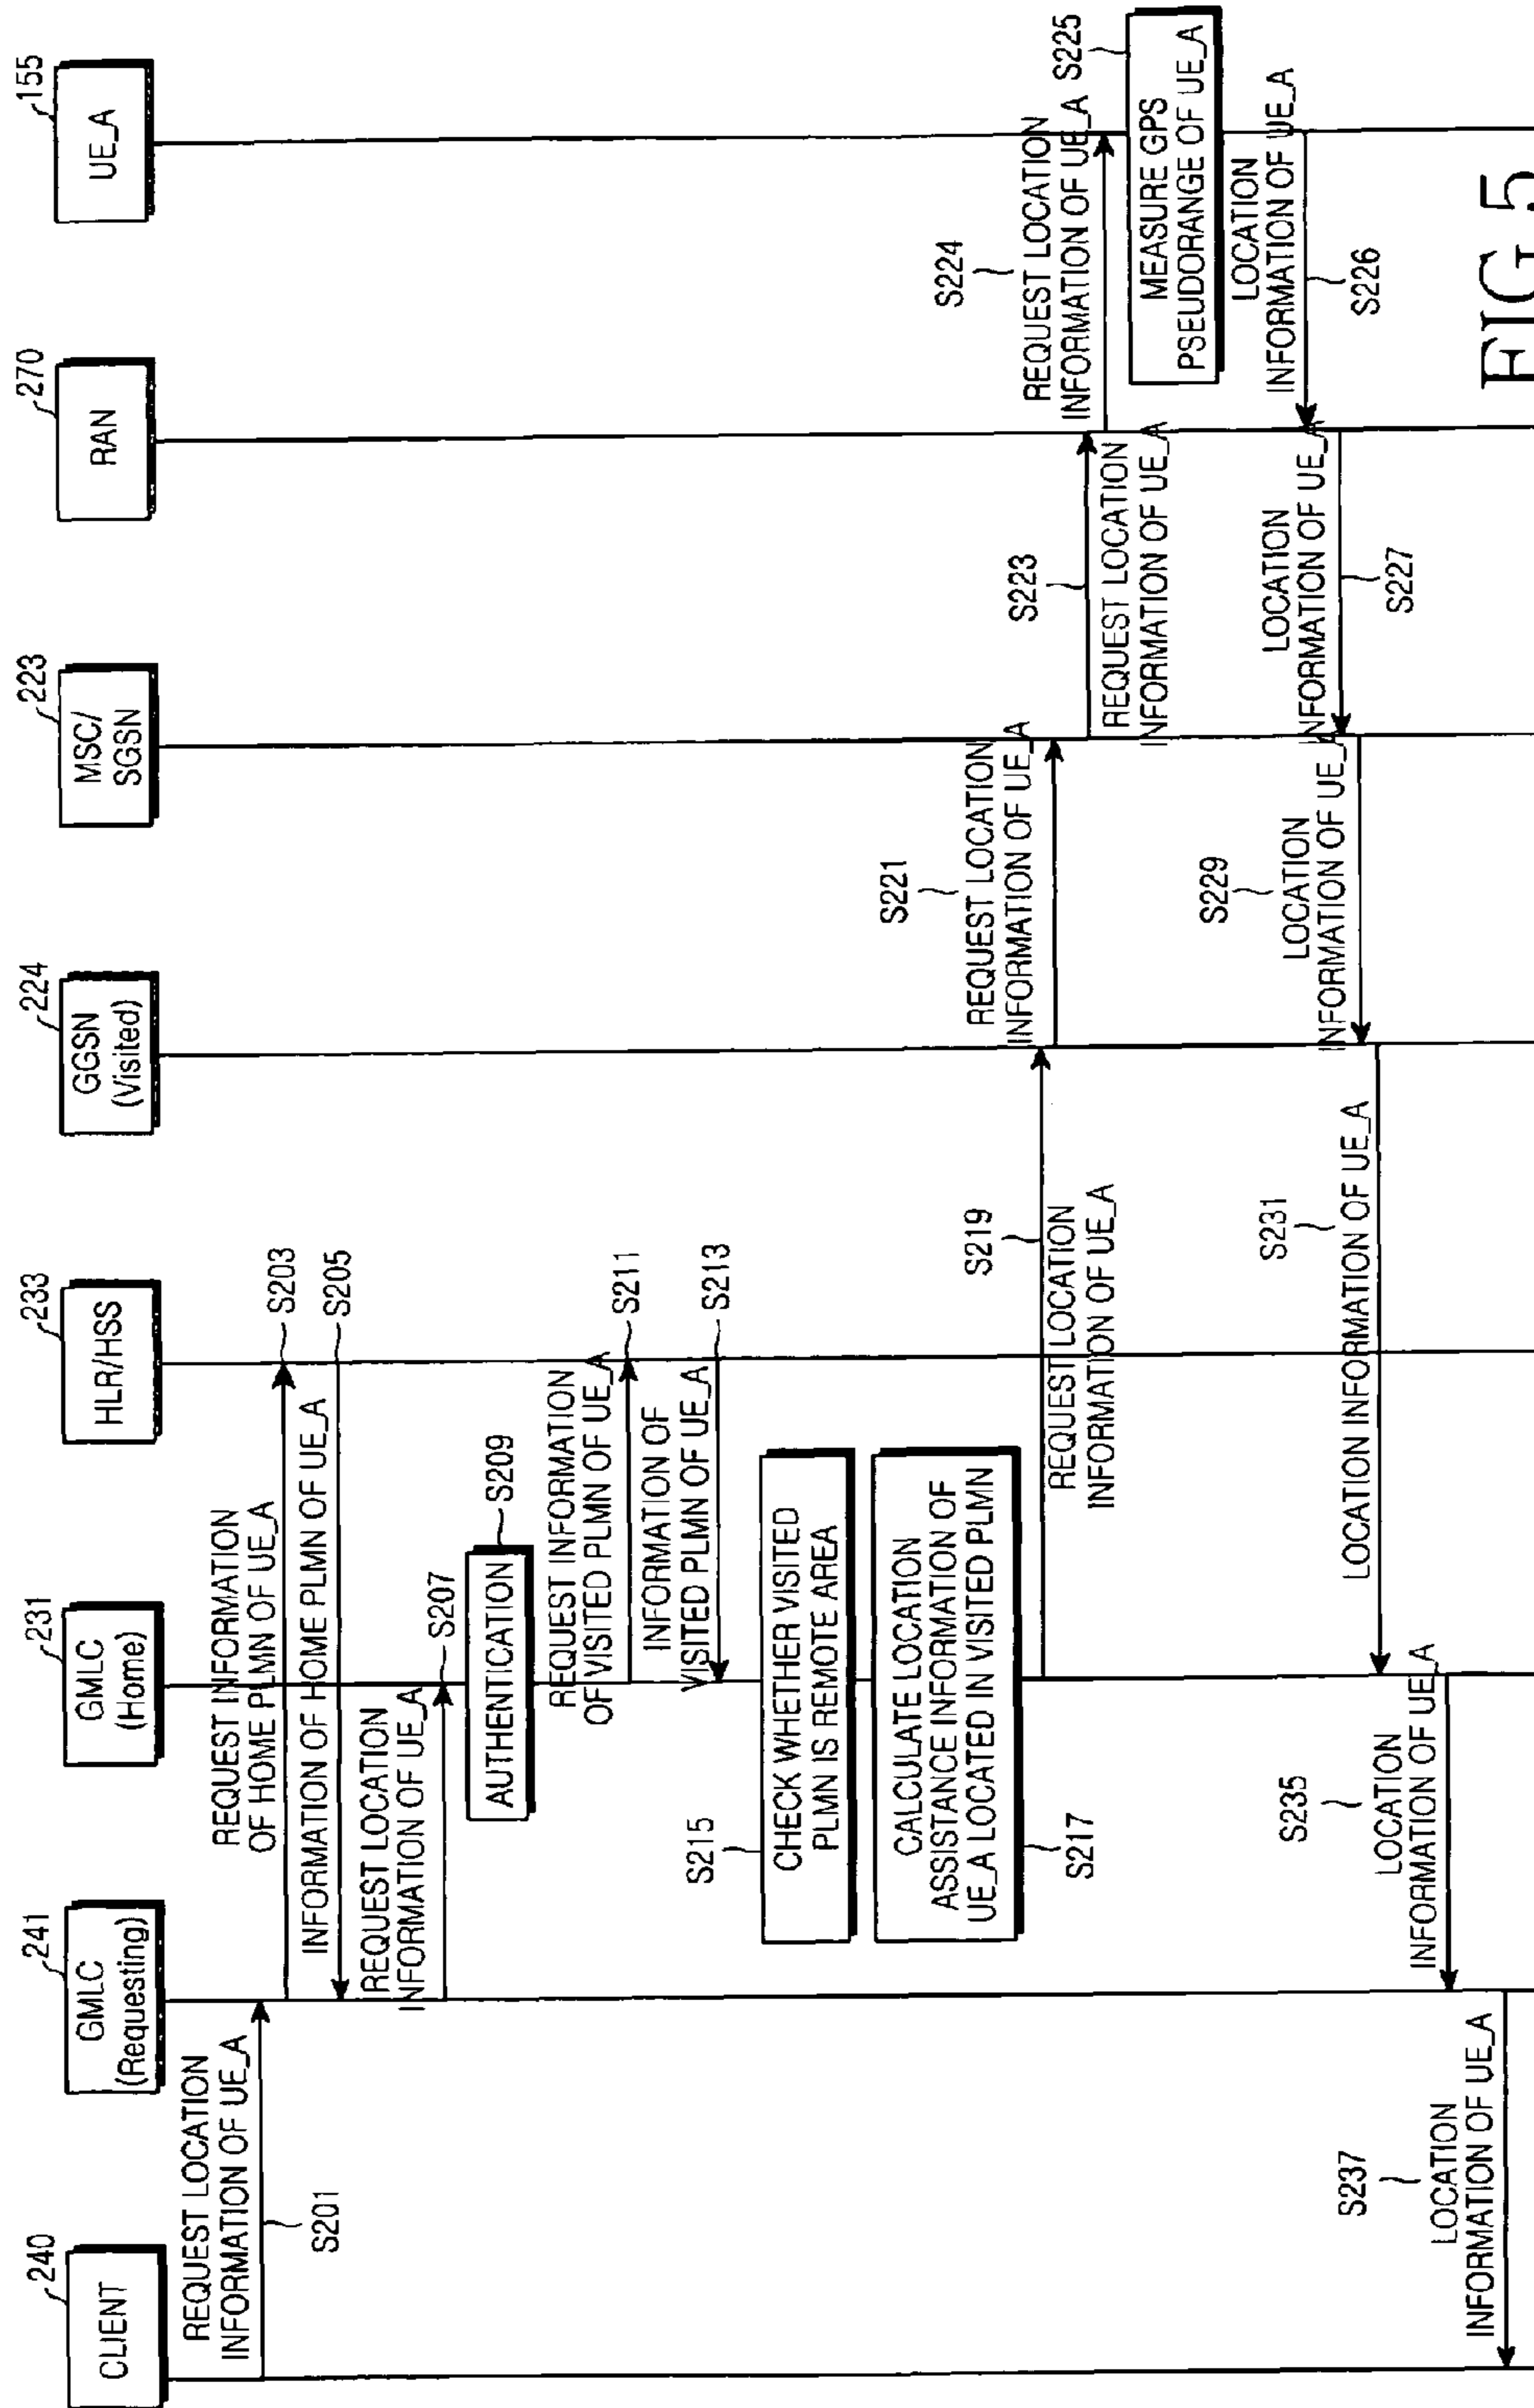 240
CLIENT
241
GMLC
(Requesting)
231
GMLC
(Home)
233
HLR/HSS
224
GGSN
(Visited)
223
MSC/
SGSN
270
RAN
155
UE_A
REQUEST LOCATION
INFORMATION OF UE_A
S201
REQUEST INFORMATION
OF HOME PLMN OF UE_A
S203
INFORMATION OF HOME PLMN OF UE_A
S205
REQUEST LOCATION
INFORMATION OF UE_A
S207
AUTHENTICATION
S209
REQUEST INFORMATION
OF VISITED PLMN OF UE_A
S211
INFORMATION OF
VISITED PLMN OF UE_A
S213
S215
CHECK WHETHER VISITED
PLMN IS REMOTE AREA
CALCULATE LOCATION
ASSISTANCE INFORMATION OF
UE_A LOCATED IN VISITED PLMN
S217
S219
REQUEST LOCATION
INFORMATION OF UE_A
S221
REQUEST LOCATION
INFORMATION OF UE_A
S223
REQUEST LOCATION
INFORMATION OF UE_A
S224
REQUEST LOCATION
INFORMATION OF UE_A
S225
MEASURE GPS
PSEUDORANGE OF UE_A
LOCATION
INFORMATION OF UE_A
S226
LOCATION
INFORMATION OF UE_A
S227
S229
LOCATION
INFORMATION OF UE_A
S231
LOCATION INFORMATION OF UE_A
S235
LOCATION
INFORMATION OF UE_A
S237
LOCATION
INFORMATION OF UE_A
FIG.5